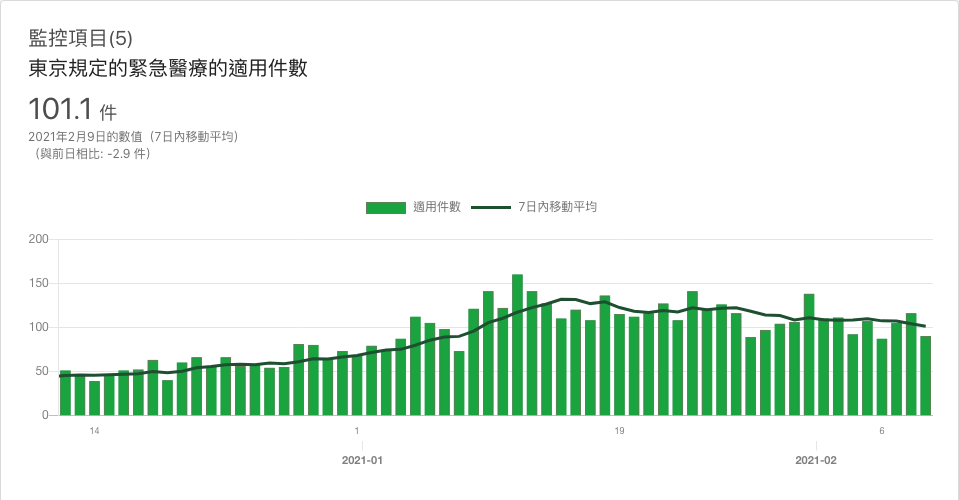 監控項目(5)
東京規定的緊急醫療的適用件數
101.1 件
2021年2月9日的數值（7日內移動平均）
（與前日相比: -2.9 件）
適用件數 7日內移動平均
200
150
100
50
0
14 1 19 6
2021-01 2021-02